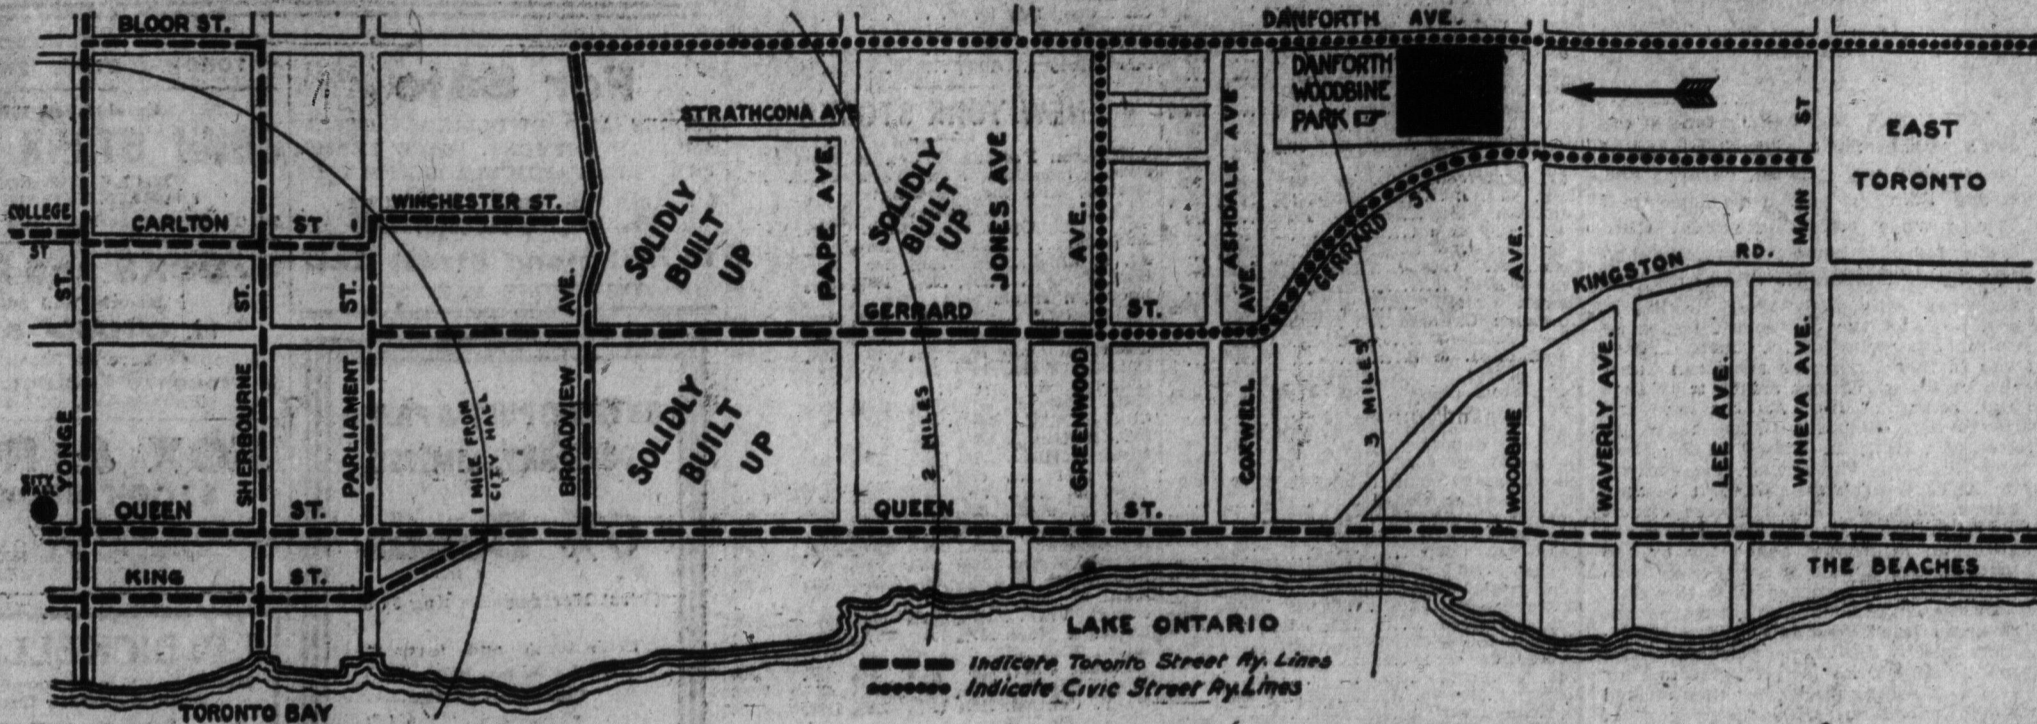 BLOOR ST.
DANFORTH AVE.
DANFORTH
WOODBINE
PARK
STRATHCONA AVE
EAST
TORONTO
COLLEGE
ST
CARLTON ST
WINCHESTER ST.
SOLIDLY
BUILT
UP
PAPE AVE.
SOLIDLY
BUILT
UP
JONES AVE
GREENWOOD AVE.
ASHDALE AVE
COXWELL AVE.
GERRARD ST
WOODBINE AVE.
KINGSTON RD.
MAIN ST
YONGE ST.
SHERBOURNE ST.
PARLIAMENT ST.
BROADVIEW AVE.
GERRARD ST.
1 MILE FROM
CITY HALL
SOLIDLY
BUILT
UP
2 MILES
3 MILES
WAVERLY AVE.
LEE AVE.
WINEVA AVE.
CITY
HALL
QUEEN ST.
QUEEN ST.
KING ST.
THE BEACHES
LAKE ONTARIO
Indicate Toronto Street Ry. Lines
Indicate Civic Street Ry. Lines
TORONTO BAY